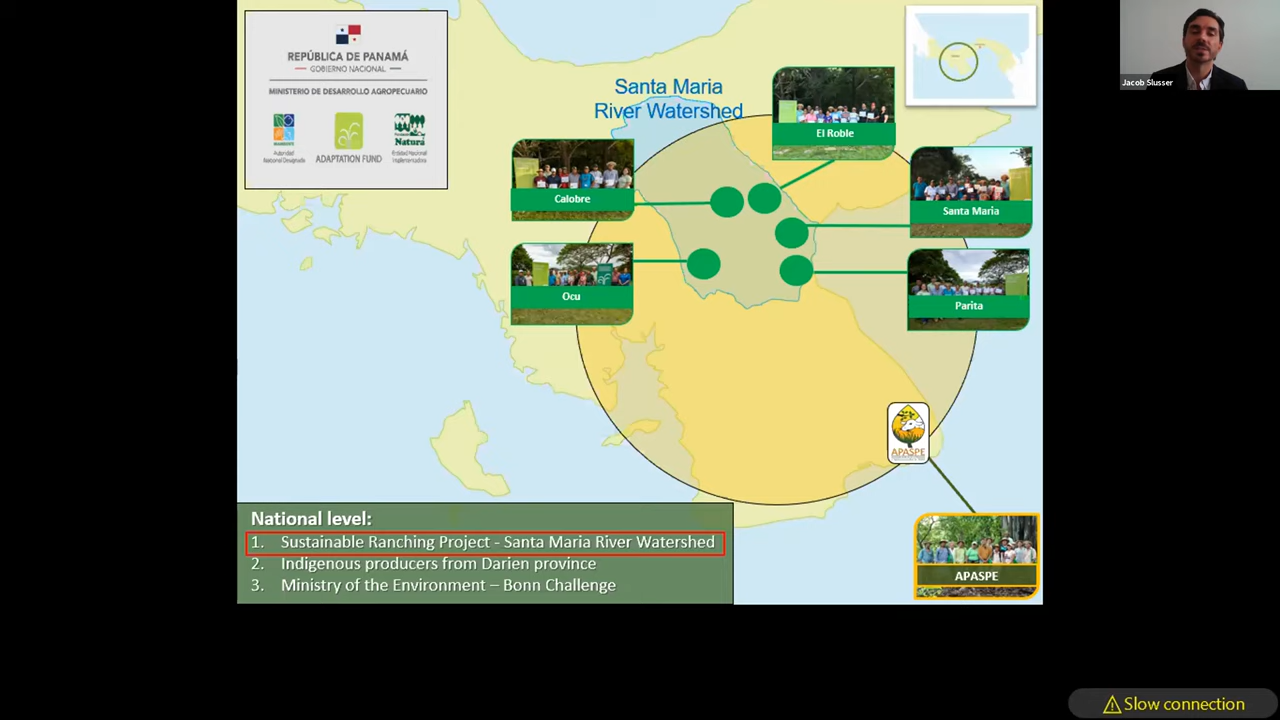 REPÚBLICA DE PANAMÁ
GOBIERNO NACIONAL
MINISTERIO DE DESARROLLO AGROPECUARIO
ADAPTATION FUND
Natura
Santa Maria
River Watershed
El Roble
Calobre
Santa Maria
Ocu
Parita
APASPE
APASPE
National level:
1. Sustainable Ranching Project - Santa Maria River Watershed
2. Indigenous producers from Darien province
3. Ministry of the Environment – Bonn Challenge
Jacob Slusser
Slow connection